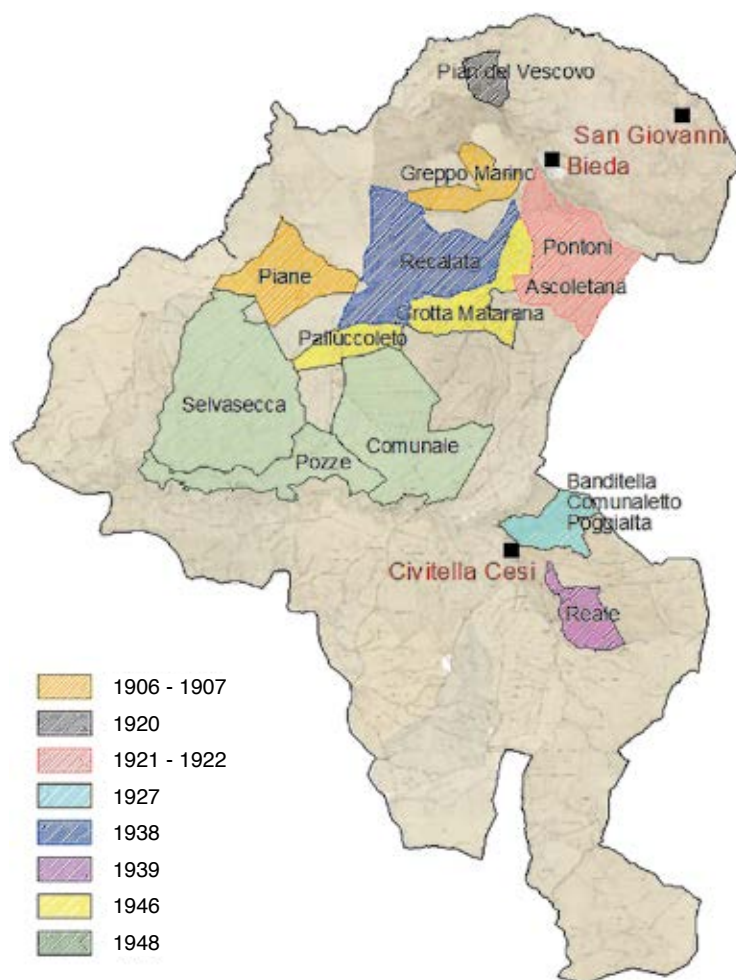 Pian del Vescovo
San Giovanni
Bieda
Greppo Marino
Pontoni
Recalata
Piane
Ascoletana
Grotta Matarana
Palluccoleto
Selvasecca
Comunale
Pozze
Banditella
Comunaletto
Poggialta
Civitella Cesi
Reale
1906 - 1907
1920
1921 - 1922
1927
1938
1939
1946
1948